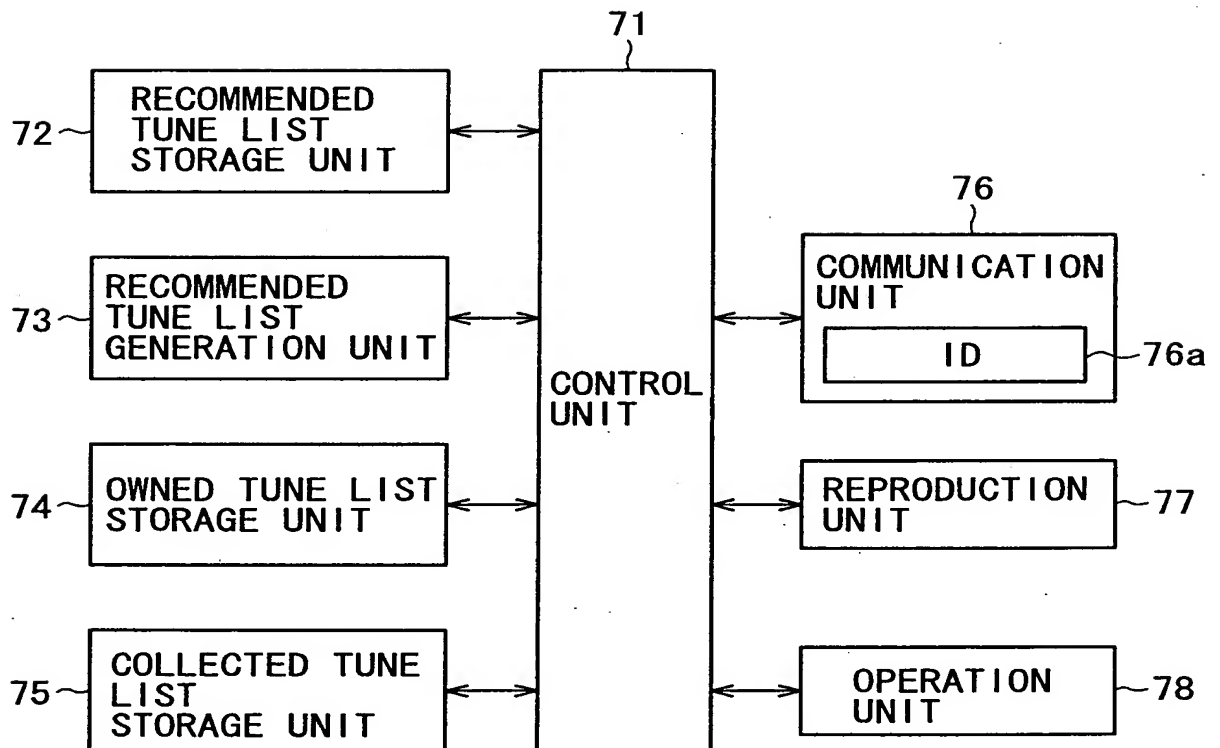 71
RECOMMENDED
TUNE LIST
STORAGE UNIT
72
RECOMMENDED
TUNE LIST
GENERATION UNIT
73
OWNED TUNE LIST
STORAGE UNIT
74
COLLECTED TUNE
LIST
STORAGE UNIT
75
CONTROL
UNIT
76
COMMUNICATION
UNIT
ID
76a
REPRODUCTION
UNIT
77
OPERATION
UNIT
78